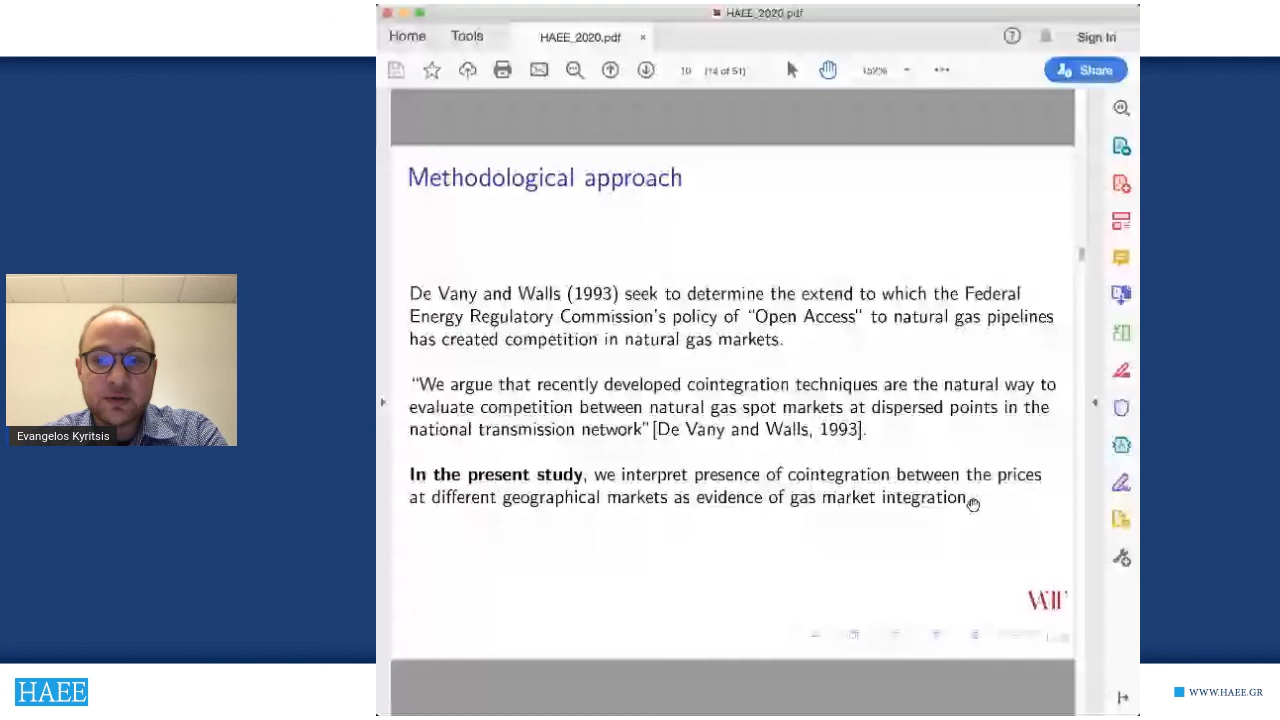 HAEE_2020.pdf
Home
Tools
HAEE_2020.pdf
×
Sign In
10
(14 of 51)
152%
Share
Methodological approach
De Vany and Walls (1993) seek to determine the extend to which the Federal
Energy Regulatory Commission's policy of "Open Access" to natural gas pipelines
has created competition in natural gas markets.
"We argue that recently developed cointegration techniques are the natural way to
evaluate competition between natural gas spot markets at dispersed points in the
national transmission network" [De Vany and Walls, 1993].
In the present study, we interpret presence of cointegration between the prices
at different geographical markets as evidence of gas market integration.
Evangelos Kyritsis
HAEE
WWW.HAEE.GR